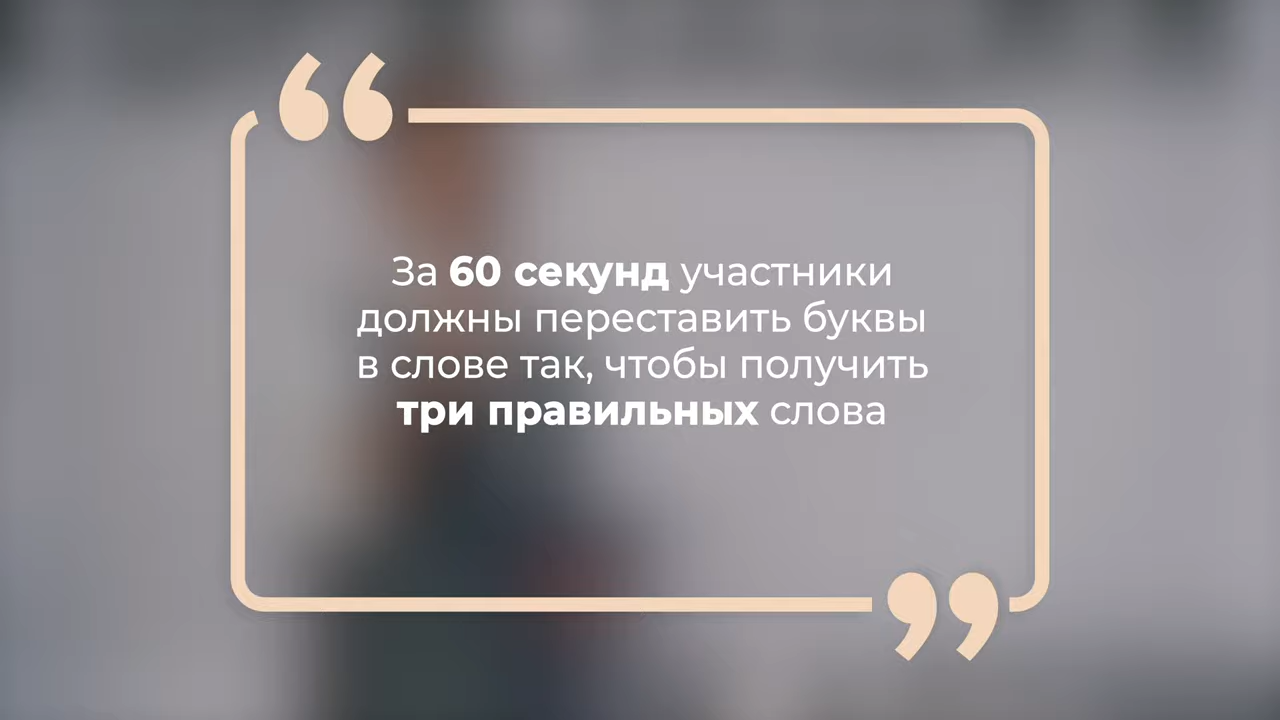 За 60 секунд участники
должны переставить буквы
в слове так, чтобы получить
три правильных слова